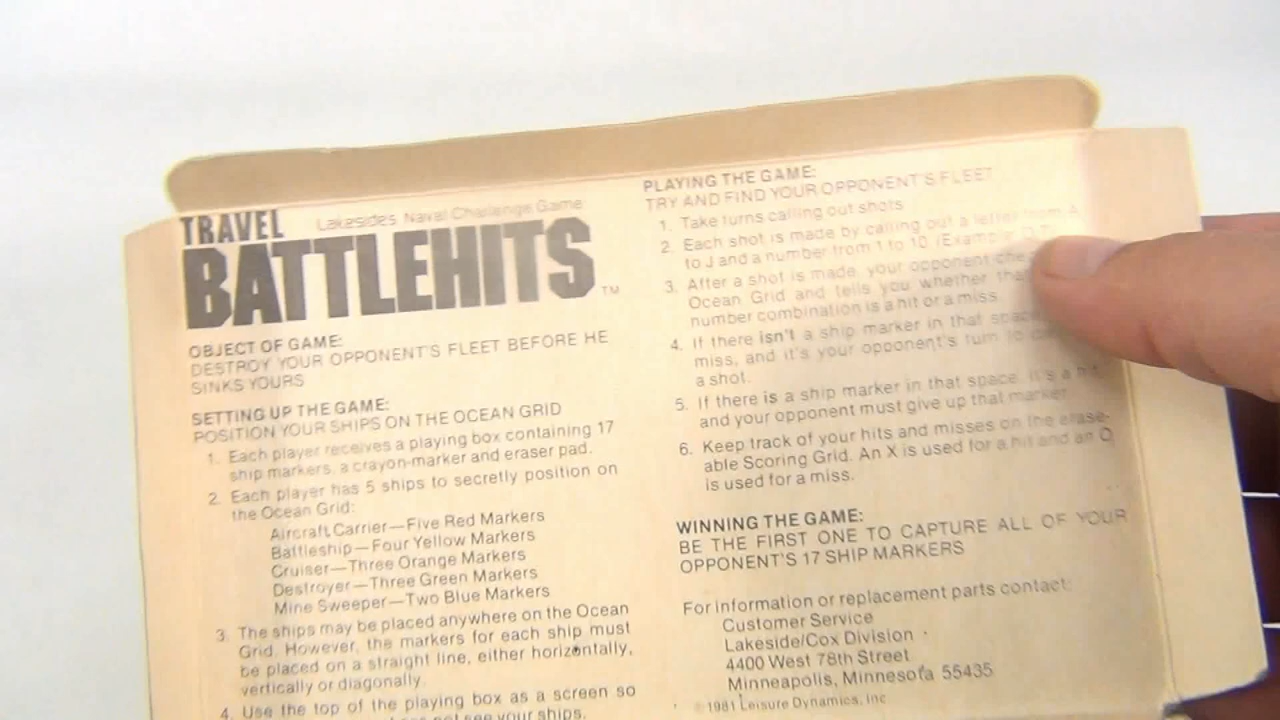 TRAVEL Lakesides Naval Challenge Game
BATTLEHITS TM
OBJECT OF GAME:
DESTROY YOUR OPPONENT'S FLEET BEFORE HE
SINKS YOURS
SETTING UP THE GAME:
POSITION YOUR SHIPS ON THE OCEAN GRID
1. Each player receives a playing box containing 17
ship markers, a crayon-marker and eraser pad.
2. Each player has 5 ships to secretly position on
the Ocean Grid:
Aircraft Carrier—Five Red Markers
Battleship—Four Yellow Markers
Cruiser—Three Orange Markers
Destroyer—Three Green Markers
Mine Sweeper—Two Blue Markers
3. The ships may be placed anywhere on the Ocean
Grid. However, the markers for each ship must
be placed on a straight line, either horizontally,
vertically or diagonally.
4. Use the top of the playing box as a screen so
not see your ships.
PLAYING THE GAME:
TRY AND FIND YOUR OPPONENT'S FLEET
1. Take turns calling out shots
2. Each shot is made by calling out a letter from A
to J and a number from 1 to 10. (Example
3. After a shot is made, your opponent
Ocean Grid and tells you whether
number combination is a hit or a miss.
4. If there isn't a ship marker in that
miss, and it's your opponent's turn to
a shot.
5. If there is a ship marker in that space, it's a
and your opponent must give up that marker.
6. Keep track of your hits and misses on the erase-
able Scoring Grid. An X is used for a hit and an O
is used for a miss.
WINNING THE GAME:
BE THE FIRST ONE TO CAPTURE ALL OF YOUR
OPPONENT'S 17 SHIP MARKERS
For information or replacement parts contact:
Customer Service
Lakeside/Cox Division
4400 West 78th Street
Minneapolis, Minnesota 55435
©1981 Leisure Dynamics, Inc